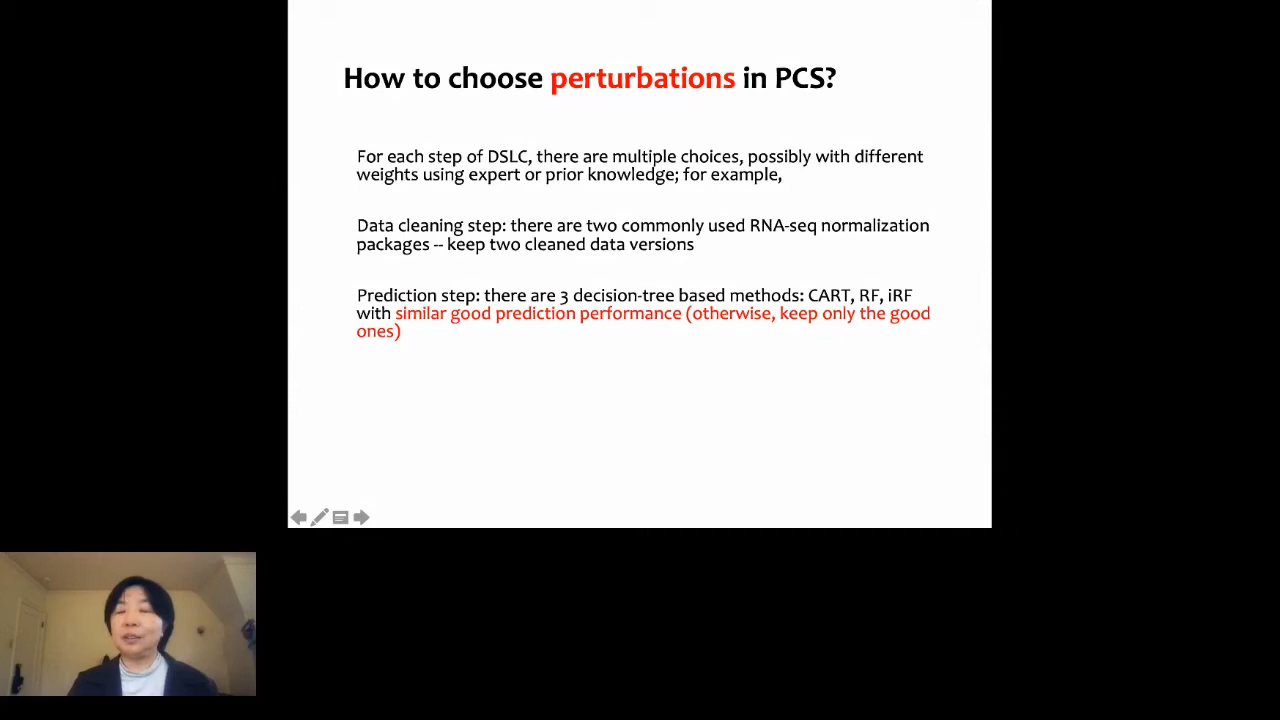 How to choose perturbations in PCS?
For each step of DSLC, there are multiple choices, possibly with different
weights using expert or prior knowledge; for example,
Data cleaning step: there are two commonly used RNA-seq normalization
packages -- keep two cleaned data versions
Prediction step: there are 3 decision-tree based methods: CART, RF, iRF
with similar good prediction performance (otherwise, keep only the good
ones)